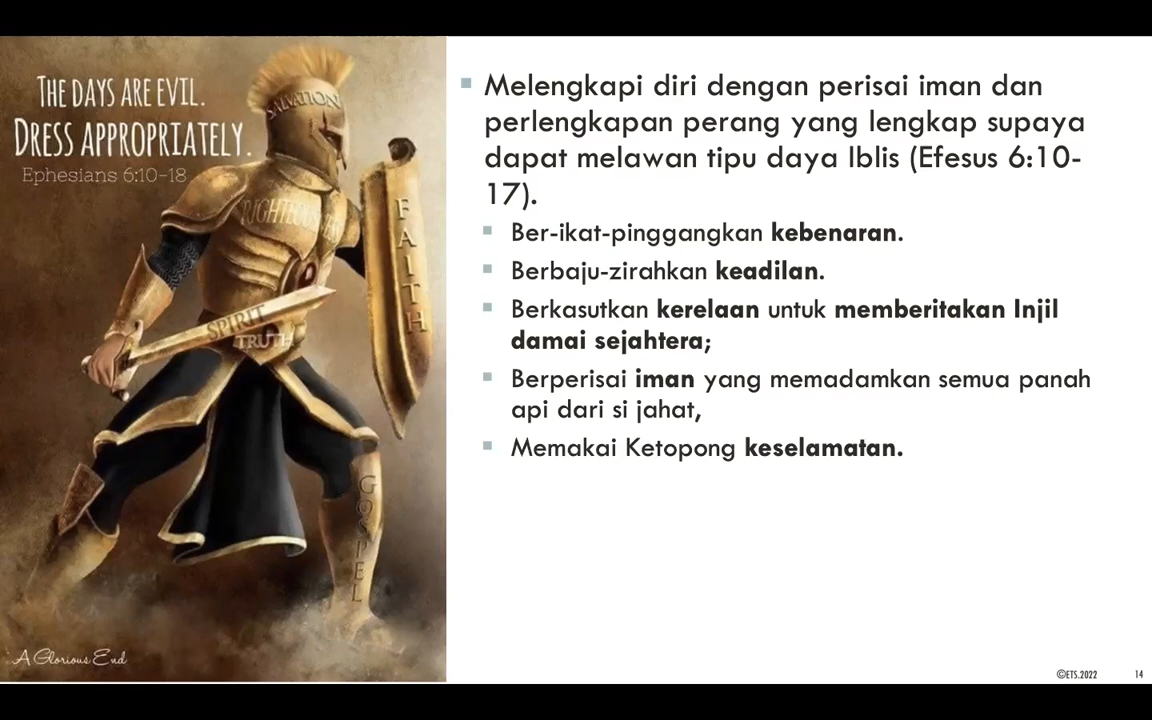 THE DAYS ARE EVIL.
DRESS APPROPRIATELY.
Ephesians 6:10-18
SALVATION
RIGHTEOUSNESS
FAITH
SPIRIT
TRUTH
GOSPEL
A Glorious End
Melengkapi diri dengan perisai iman dan
perlengkapan perang yang lengkap supaya
dapat melawan tipu daya Iblis (Efesus 6:10-
17).
Ber-ikat-pinggangkan kebenaran.
Berbaju-zirahkan keadilan.
Berkasutkan kerelaan untuk memberitakan Injil
damai sejahtera;
Berperisai iman yang memadamkan semua panah
api dari si jahat,
Memakai Ketopong keselamatan.
©ETS.2022
14